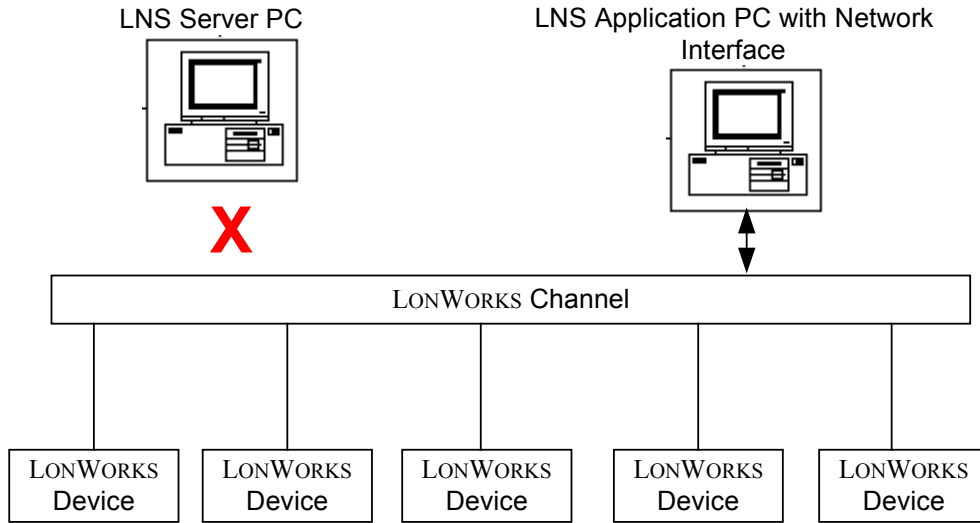 LNS Server PC
LNS Application PC with Network
Interface
X
LONWORKS Channel
LONWORKS
Device
LONWORKS
Device
LONWORKS
Device
LONWORKS
Device
LONWORKS
Device